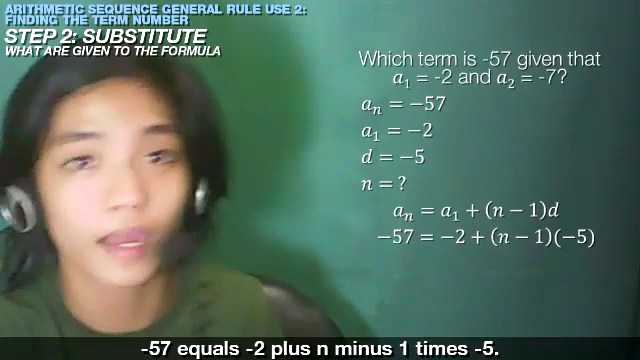 ARITHMETIC SEQUENCE GENERAL RULE USE 2:
FINDING THE TERM NUMBER
STEP 2: SUBSTITUTE
WHAT ARE GIVEN TO THE FORMULA
Which term is -57 given that
a₁ = -2 and a₂ = -7?
aₙ = −57
a₁ = −2
d = −5
n = ?
aₙ = a₁ + (n − 1)d
−57 = −2 + (n − 1)(−5)
-57 equals -2 plus n minus 1 times -5.